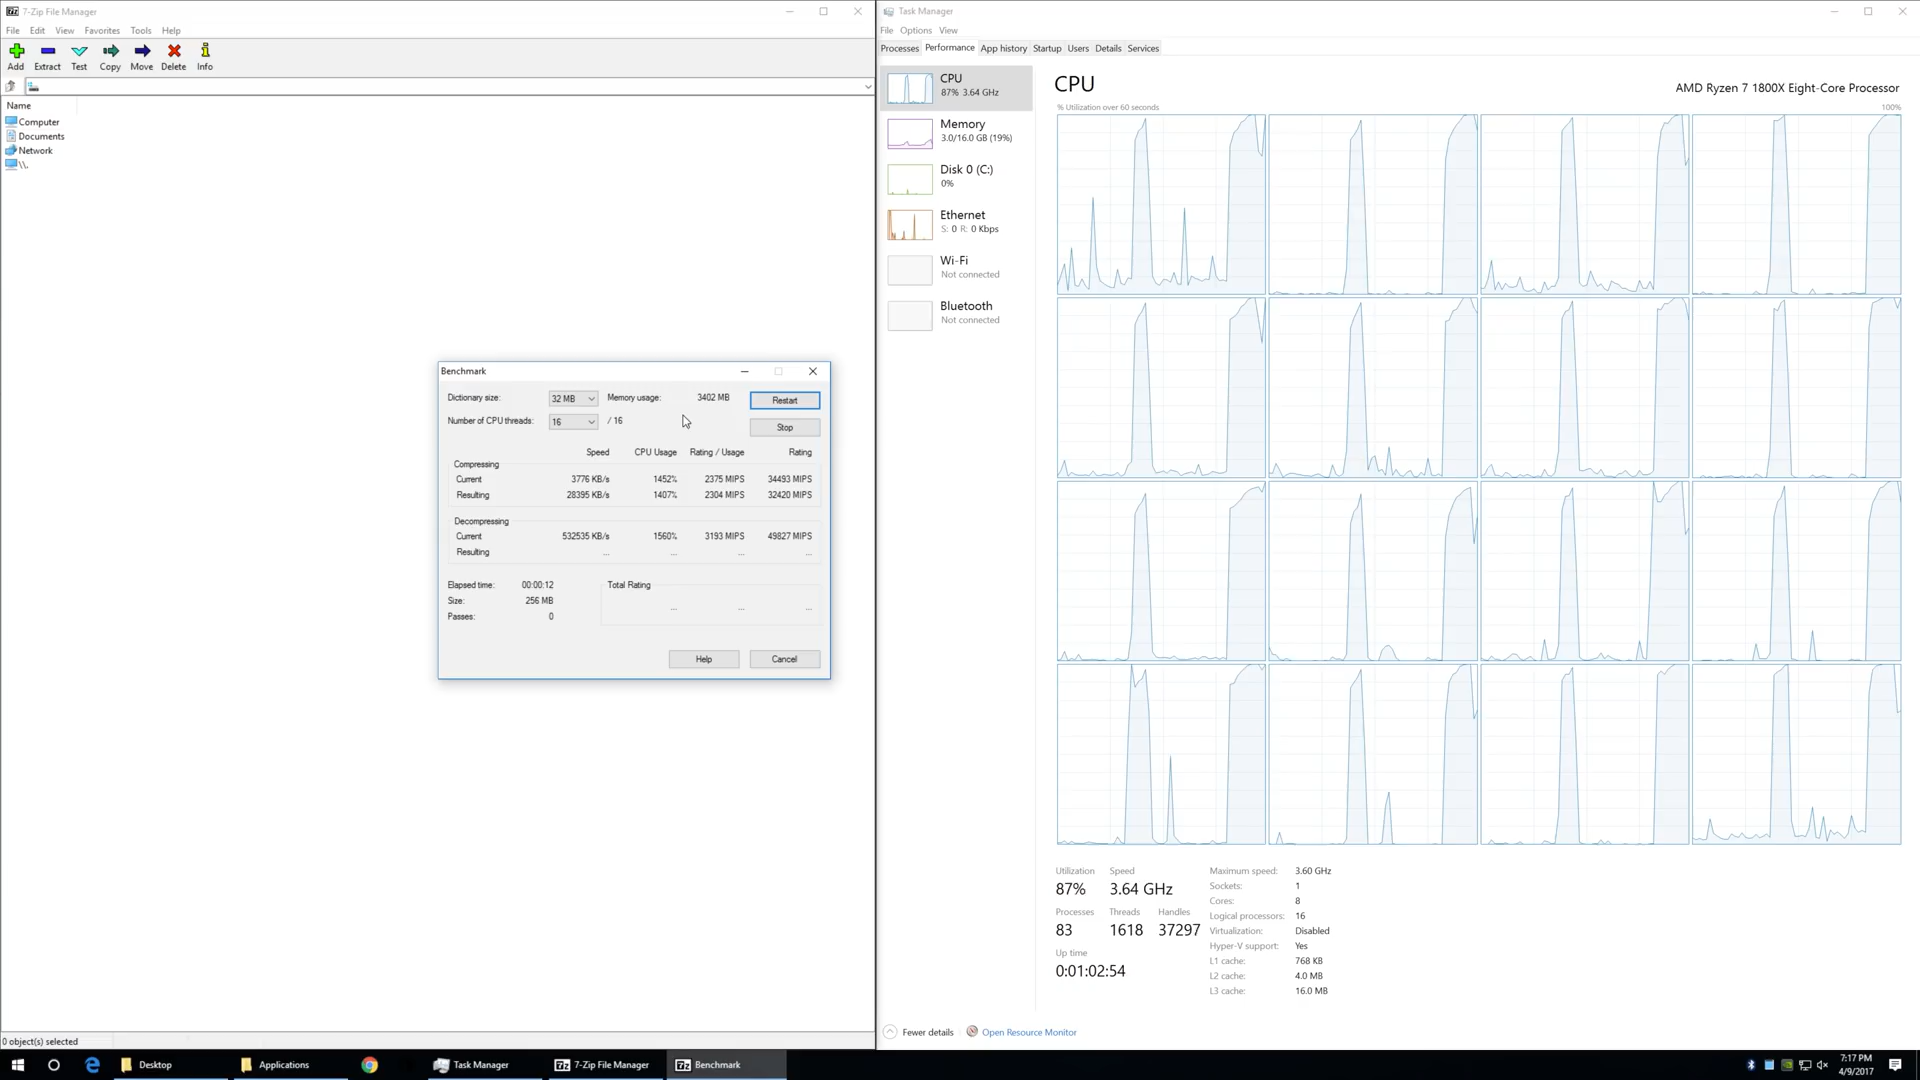 7-Zip File Manager
File Edit View Favorites Tools Help
Add Extract Test Copy Move Delete Info
Name
Computer
Documents
Network
\\.
Benchmark
Dictionary size: 32 MB Memory usage: 3402 MB Restart
Number of CPU threads: 16 / 16 Stop
Speed CPU Usage Rating / Usage Rating
Compressing
Current 3776 KB/s 1452% 2375 MIPS 34493 MIPS
Resulting 28395 KB/s 1407% 2304 MIPS 32420 MIPS
Decompressing
Current 532535 KB/s 1560% 3193 MIPS 49827 MIPS
Resulting ... ... ... ...
Elapsed time: 00:00:12 Total Rating
Size: 256 MB ... ... ...
Passes: 0
Help Cancel
0 object(s) selected
Task Manager
File Options View
Processes Performance App history Startup Users Details Services
CPU
87% 3.64 GHz
Memory
3.0/16.0 GB (19%)
Disk 0 (C:)
0%
Ethernet
S: 0 R: 0 Kbps
Wi-Fi
Not connected
Bluetooth
Not connected
CPU AMD Ryzen 7 1800X Eight-Core Processor
% Utilization over 60 seconds 100%
Utilization Speed
87% 3.64 GHz
Processes Threads Handles
83 1618 37297
Up time
0:01:02:54
Maximum speed: 3.60 GHz
Sockets: 1
Cores: 8
Logical processors: 16
Virtualization: Disabled
Hyper-V support: Yes
L1 cache: 768 KB
L2 cache: 4.0 MB
L3 cache: 16.0 MB
Fewer details Open Resource Monitor
Desktop Applications Task Manager 7-Zip File Manager Benchmark
7:17 PM
4/9/2017